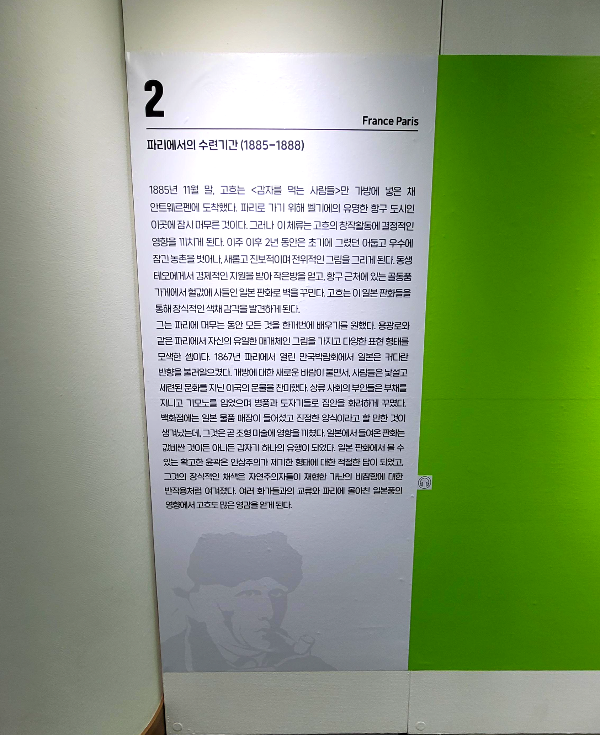 2
France Paris
파리에서의 수련기간 (1885-1888)
1885년 11월 말, 고흐는 <감자를 먹는 사람들>만 가방에 넣은 채
안트웨르펜에 도착했다. 파리로 가기 위해 벨기에의 유명한 항구 도시인
이곳에 잠시 머무른 것이다. 그러나 이 체류는 고흐의 창작활동에 결정적인
영향을 끼치게 된다. 이주 이후 2년 동안은 초기에 그렸던 어둡고 우수에
잠긴 농촌을 벗어나, 새롭고 진보적이며 전위적인 그림을 그리게 된다. 동생
테오에게서 경제적인 지원을 받아 작은방을 얻고, 항구 근처에 있는 골동품
가게에서 헐값에 사들인 일본 판화로 벽을 꾸민다. 고흐는 이 일본 판화들을
통해 장식적인 색채 감각을 발견하게 된다.
그는 파리에 머무는 동안 모든 것을 한꺼번에 배우기를 원했다. 용광로와
같은 파리에서 자신의 유일한 매개체인 그림을 가지고 다양한 표현 형태를
모색한 셈이다. 1867년 파리에서 열린 만국박람회에서 일본은 커다란
반향을 불러일으켰다. 개방에 대한 새로운 바람이 불면서, 사람들은 낯설고
세련된 문화를 지닌 이국의 문물을 찬미했다. 상류 사회의 부인들은 부채를
지니고 기모노를 입었으며 병풍과 도자기들로 집안을 화려하게 꾸몄다.
백화점에는 일본 물품 매장이 들어섰고 진정한 양식이라고 할 만한 것이
생겨났는데, 그것은 곧 조형 미술에 영향을 끼쳤다. 일본에서 들여온 판화는
값비싼 것이든 아니든 갑자기 하나의 유행이 되었다. 일본 판화에서 볼 수
있는 확고한 윤곽은 인상주의가 제기한 형태에 대한 적절한 답이 되었고,
그것의 장식적인 채색은 자연주의자들이 재현한 가난의 비참함에 대한
반작용처럼 여겨졌다. 여러 화가들과의 교류와 파리에 몰아친 일본풍의
영향에서 고흐도 많은 영감을 얻게 된다.